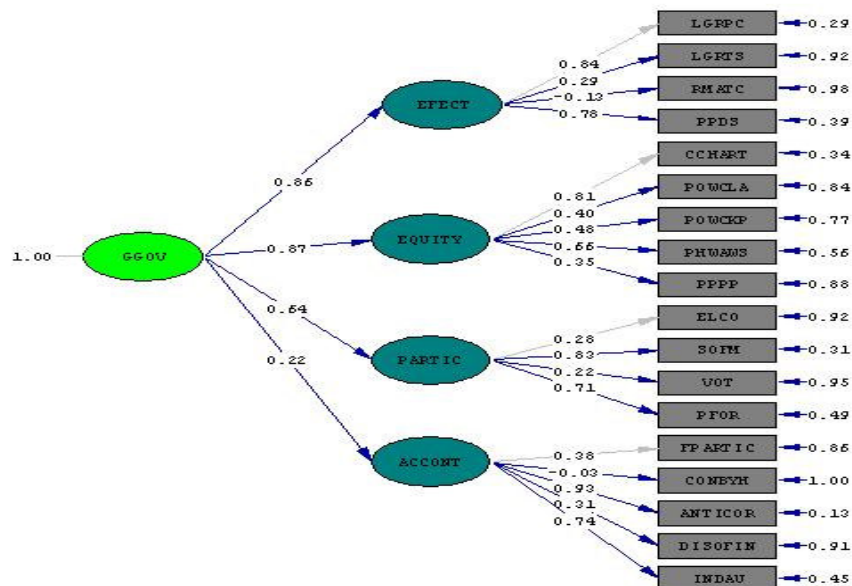 LGRPC
0.29
LGRTS
0.92
RMATC
0.98
PPDS
0.39
CCHART
0.34
POWCLA
0.84
POWCKP
0.77
PHWAWS
0.56
PPPP
0.88
ELCO
0.92
SOFM
0.31
VOT
0.95
PFOR
0.49
FPARTIC
0.86
CONBYH
1.00
ANTICOR
0.13
DISOFIN
0.91
INDAU
0.45
EFECT
0.84
0.29
-0.13
0.78
EQUITY
0.81
0.40
0.48
0.66
0.35
PARTIC
0.28
0.83
0.22
0.71
ACCONT
0.38
-0.03
0.93
0.31
0.74
1.00
GGOV
0.86
0.87
0.64
0.22